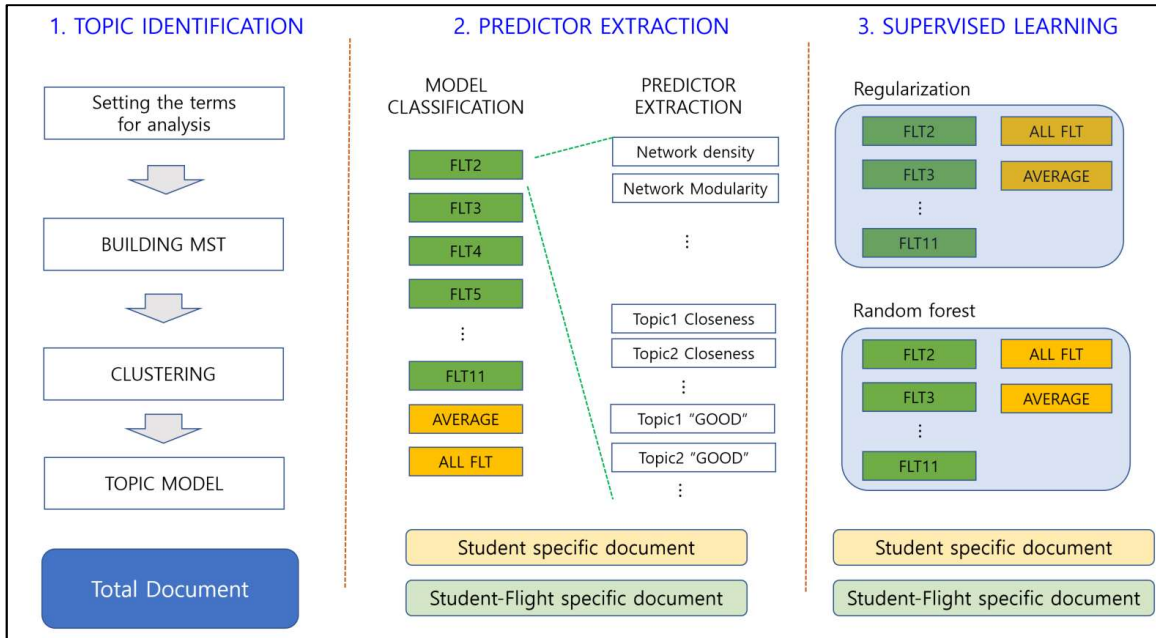 1. TOPIC IDENTIFICATION
Setting the terms
for analysis
BUILDING MST
CLUSTERING
TOPIC MODEL
Total Document
2. PREDICTOR EXTRACTION
MODEL
CLASSIFICATION
FLT2
FLT3
FLT4
FLT5
⋮
FLT11
AVERAGE
ALL FLT
PREDICTOR
EXTRACTION
Network density
Network Modularity
⋮
Topic1 Closeness
Topic2 Closeness
⋮
Topic1 "GOOD"
Topic2 "GOOD"
⋮
Student specific document
Student-Flight specific document
3. SUPERVISED LEARNING
Regularization
FLT2
ALL FLT
FLT3
AVERAGE
⋮
FLT11
Random forest
FLT2
ALL FLT
FLT3
AVERAGE
⋮
FLT11
Student specific document
Student-Flight specific document